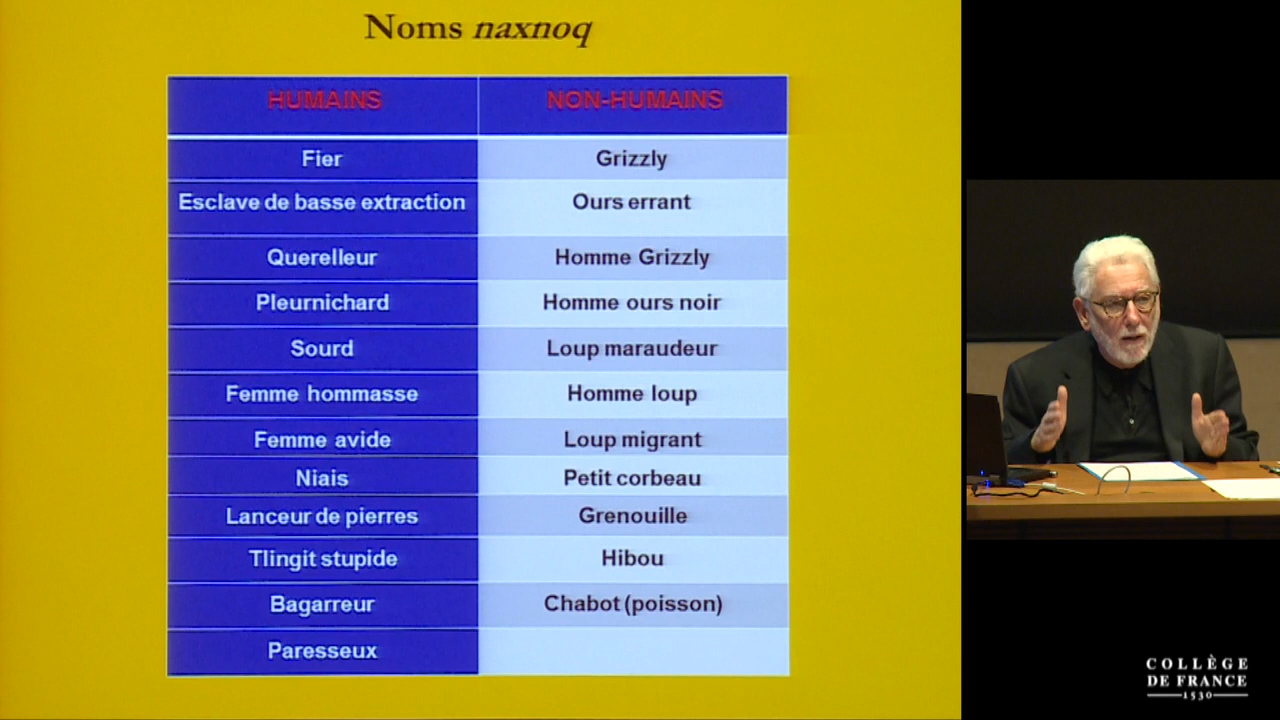 Noms naxnoq
HUMAINS NON-HUMAINS
Fier Grizzly
Esclave de basse extraction Ours errant
Querelleur Homme Grizzly
Pleurnichard Homme ours noir
Sourd Loup maraudeur
Femme hommasse Homme loup
Femme avide Loup migrant
Niais Petit corbeau
Lanceur de pierres Grenouille
Tlingit stupide Hibou
Bagarreur Chabot (poisson)
Paresseux
COLLÈGE
DE FRANCE
1530